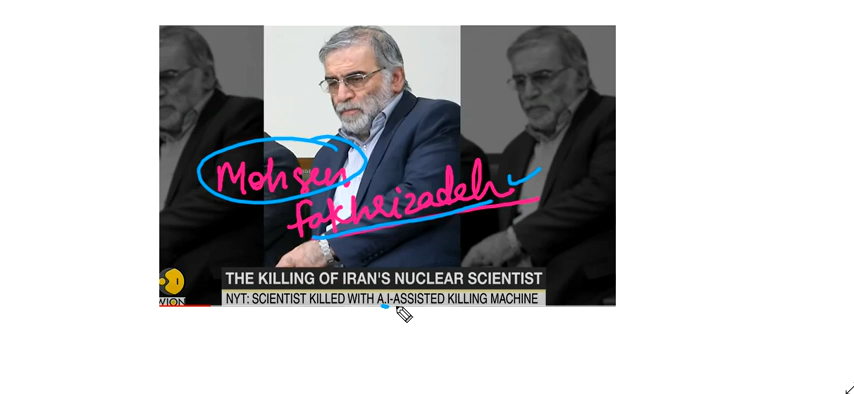 Mohsen
fakhrizadeh
THE KILLING OF IRAN'S NUCLEAR SCIENTIST
WION
NYT: SCIENTIST KILLED WITH A.I-ASSISTED KILLING MACHINE